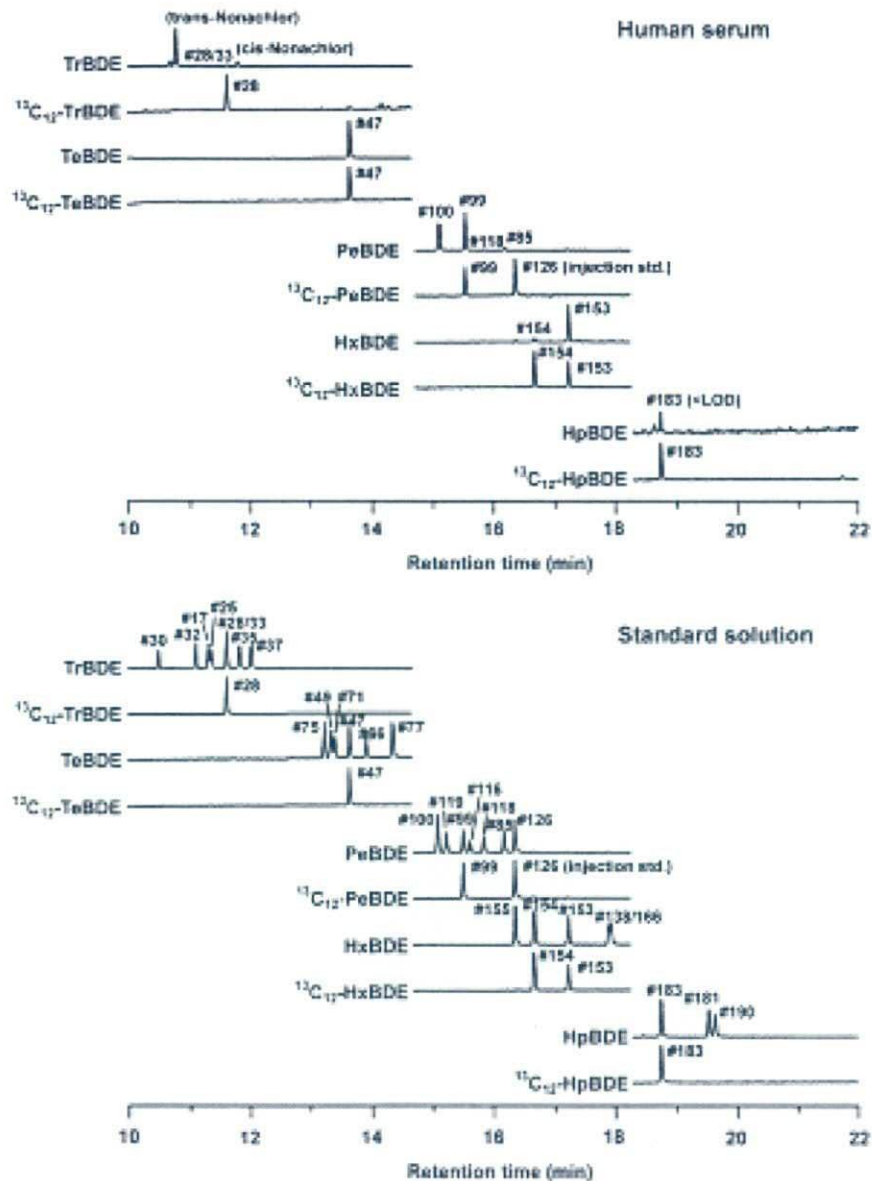 Human serum
(trans-Nonachlor)
#28/33 (cis-Nonachlor)
TrBDE
#28
¹³C₁₂-TrBDE
#47
TeBDE
#47
¹³C₁₂-TeBDE
#99
#100
#118 #85
PeBDE
#99 #126 (injection std.)
¹³C₁₂-PeBDE
#153
#154
HxBDE
#154
#153
¹³C₁₂-HxBDE
#183 (<LOD)
HpBDE
#183
¹³C₁₂-HpBDE
10 12 14 16 18 20 22
Retention time (min)
Standard solution
#25
#17
#28/33
#30 #32 #35
#37
TrBDE
#28
¹³C₁₂-TrBDE
#49 #71
#75 #47 #66 #77
TeBDE
#47
¹³C₁₂-TeBDE
#116
#119 #118
#100 #99 #85 #126
PeBDE
#99 #126 (injection std.)
¹³C₁₂-PeBDE
#155 #154 #153 #138/166
HxBDE
#154
#153
¹³C₁₂-HxBDE
#183 #181
#190
HpBDE
#183
¹³C₁₂-HpBDE
10 12 14 16 18 20 22
Retention time (min)